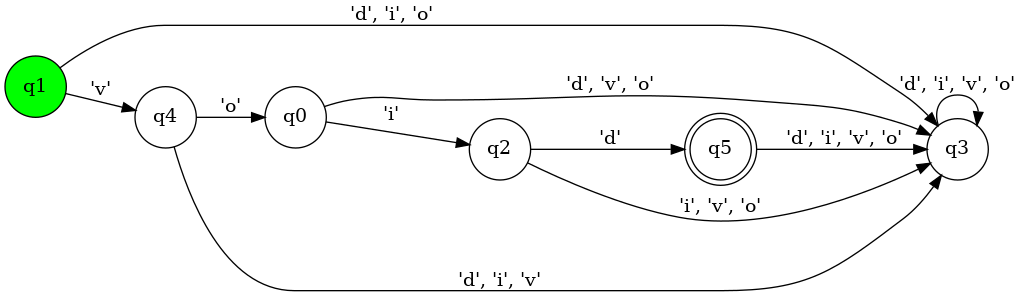 'd', 'i', 'o'
q1
'v'
q4
'o'
q0
'd', 'v', 'o'
'i'
q2
'd'
q5
'd', 'i', 'v', 'o'
'd', 'i', 'v', 'o'
q3
'i', 'v', 'o'
'd', 'i', 'v'